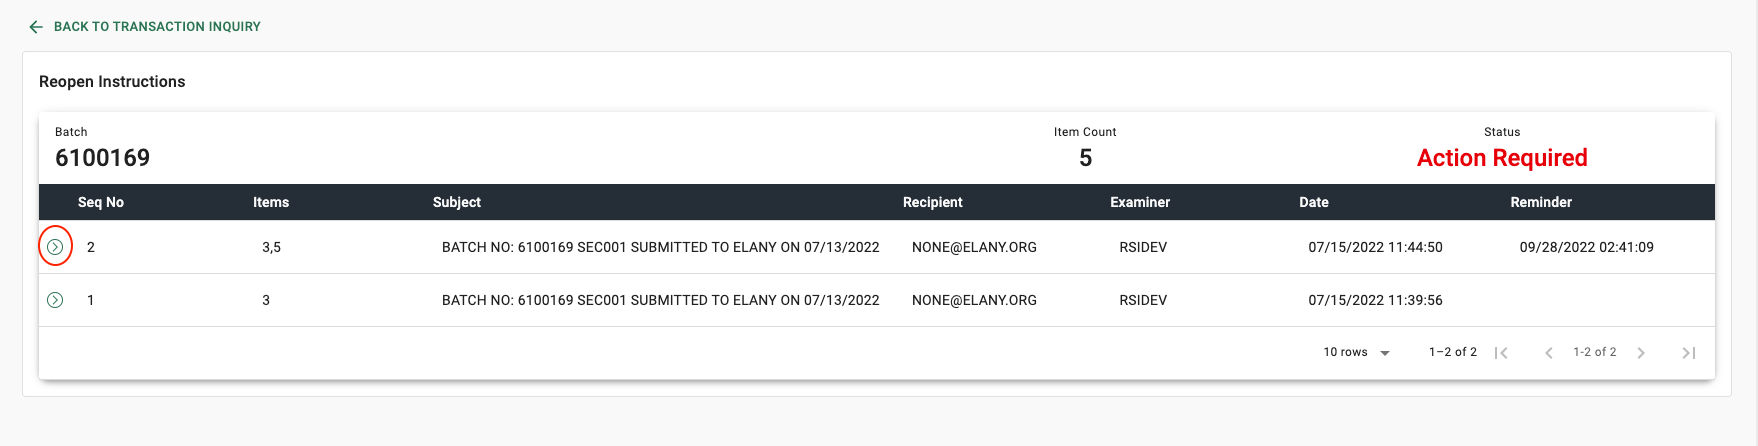 BACK TO TRANSACTION INQUIRY
Reopen Instructions
Batch Item Count Status
6100169 5 Action Required
Seq No Items Subject Recipient Examiner Date Reminder
2 3,5 BATCH NO: 6100169 SEC001 SUBMITTED TO ELANY ON 07/13/2022 NONE@ELANY.ORG RSIDEV 07/15/2022 11:44:50 09/28/2022 02:41:09
1 3 BATCH NO: 6100169 SEC001 SUBMITTED TO ELANY ON 07/13/2022 NONE@ELANY.ORG RSIDEV 07/15/2022 11:39:56
10 rows 1–2 of 2 1-2 of 2